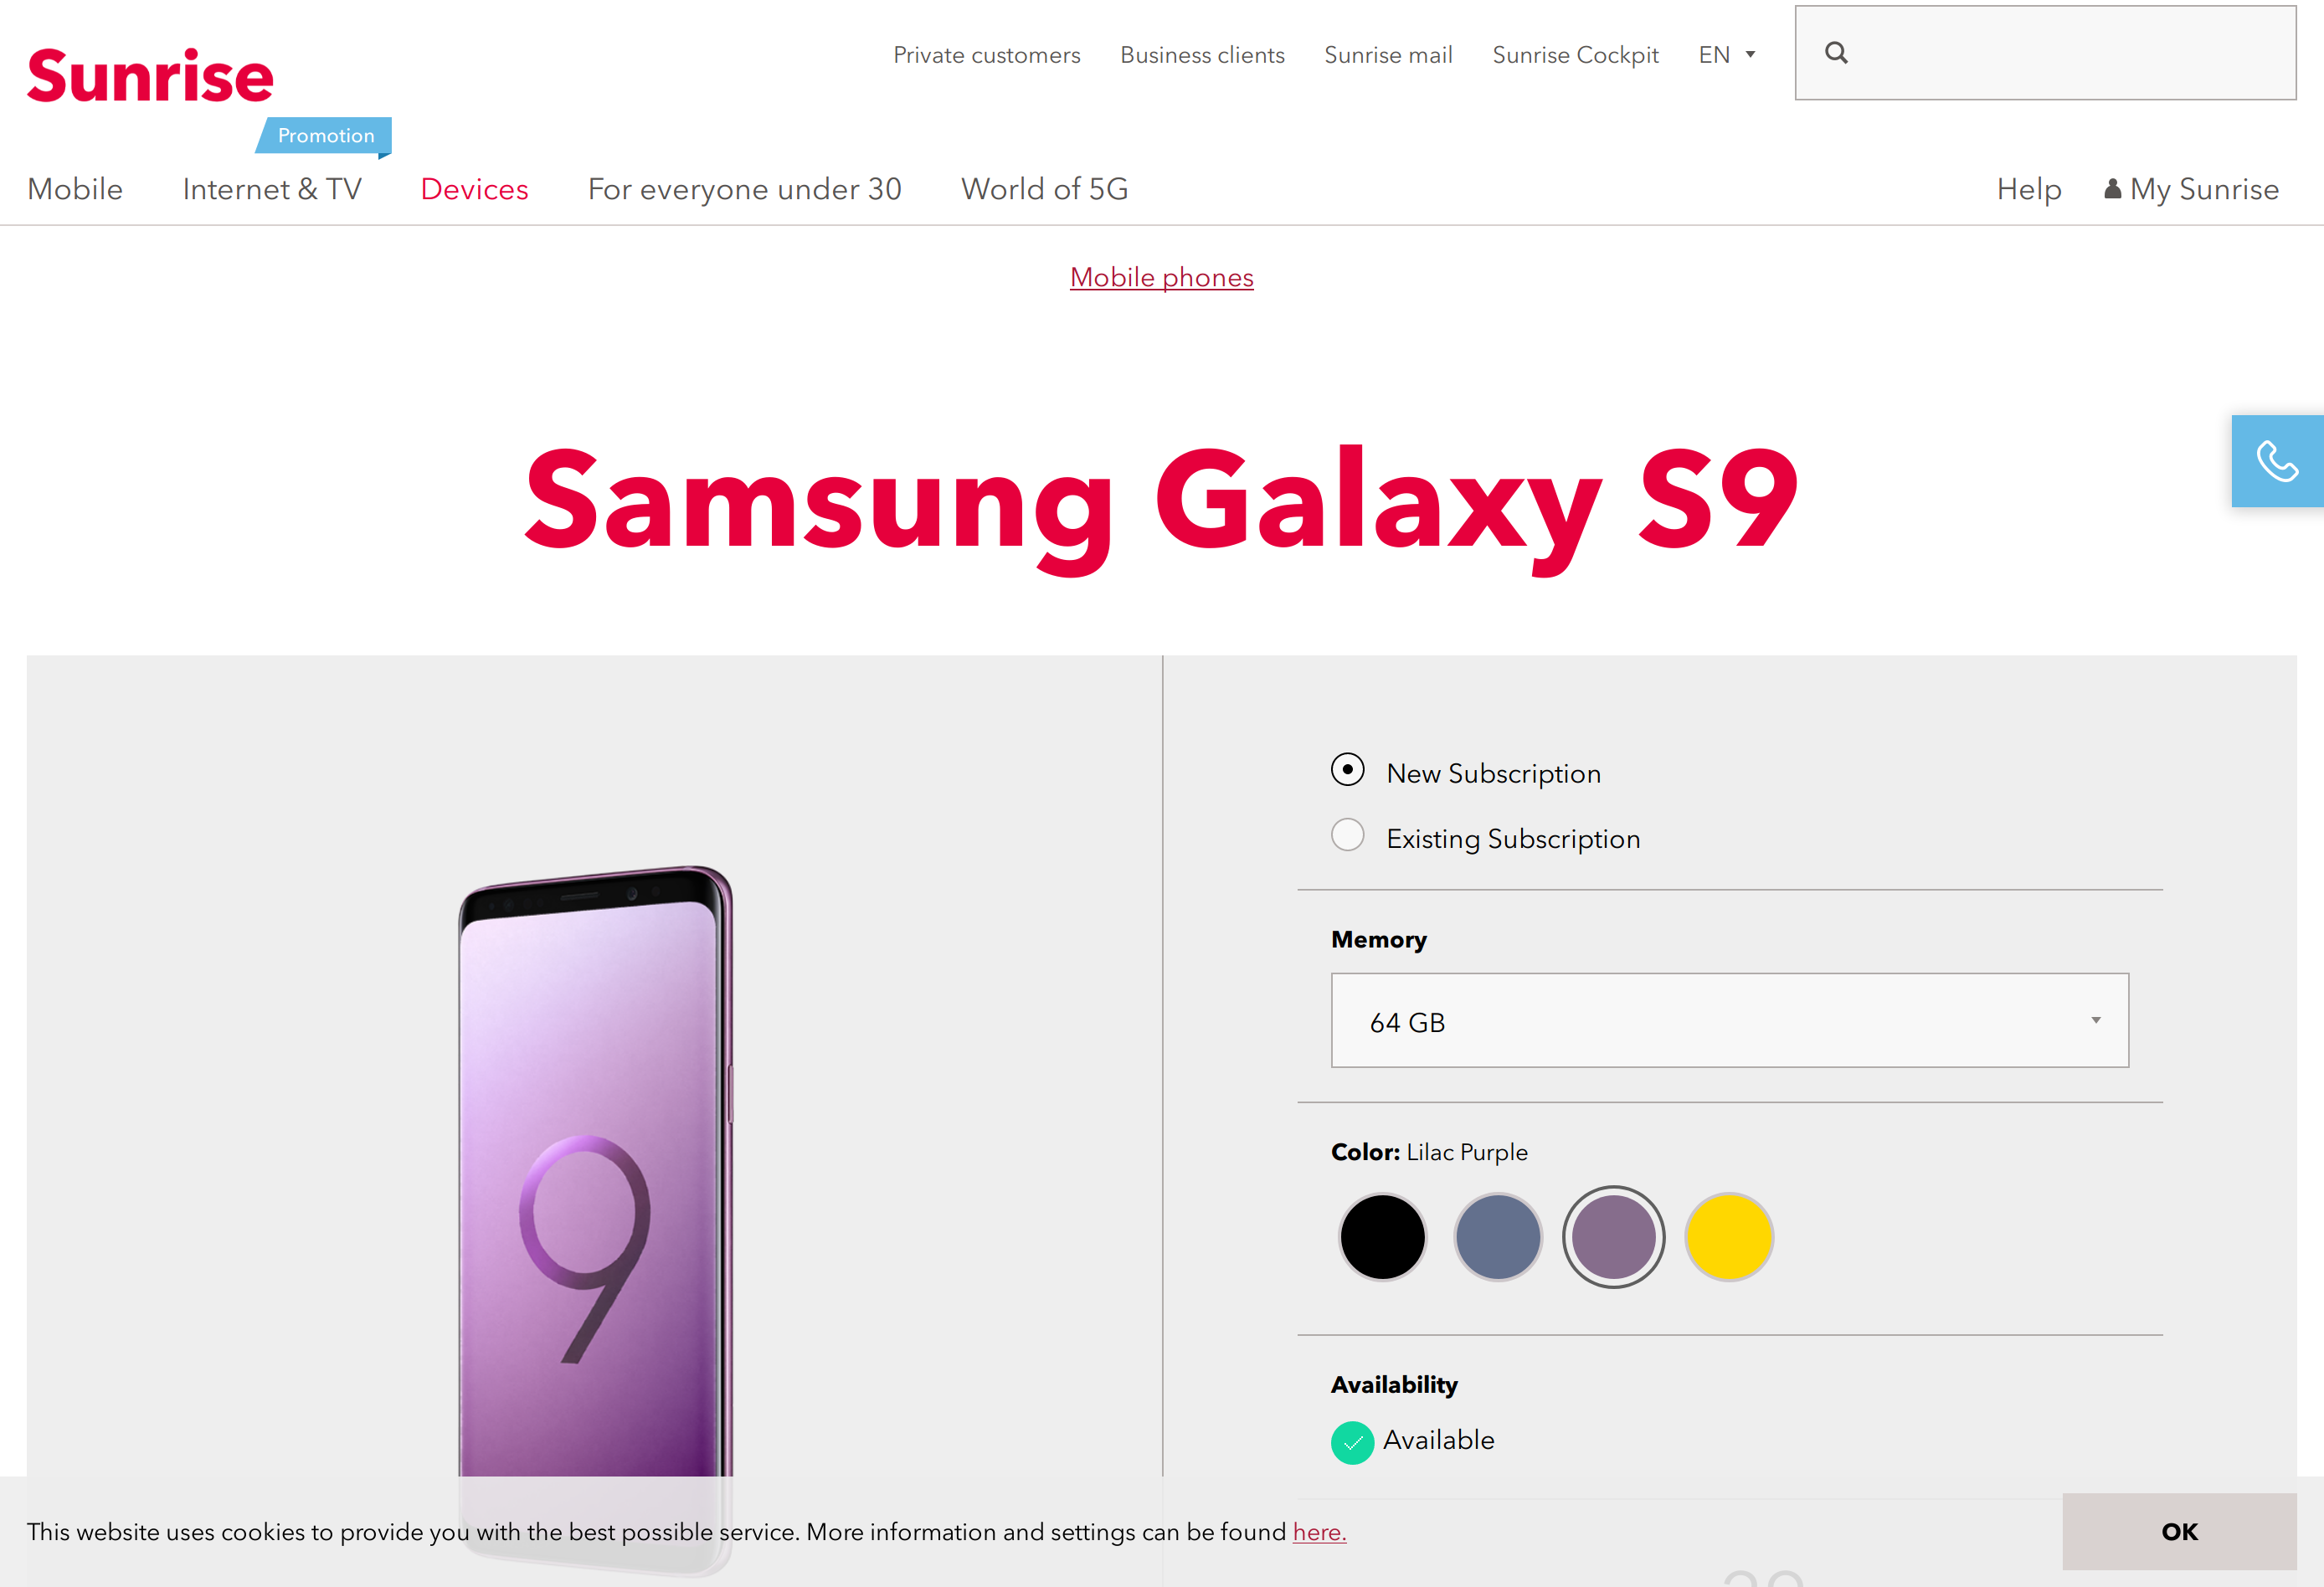 Sunrise
Private customers
Business clients
Sunrise mail
Sunrise Cockpit
EN
Promotion
Mobile
Internet & TV
Devices
For everyone under 30
World of 5G
Help
My Sunrise
Mobile phones
Samsung Galaxy S9
9
New Subscription
Existing Subscription
Memory
64 GB
Color: Lilac Purple
Availability
Available
This website uses cookies to provide you with the best possible service. More information and settings can be found here.
OK